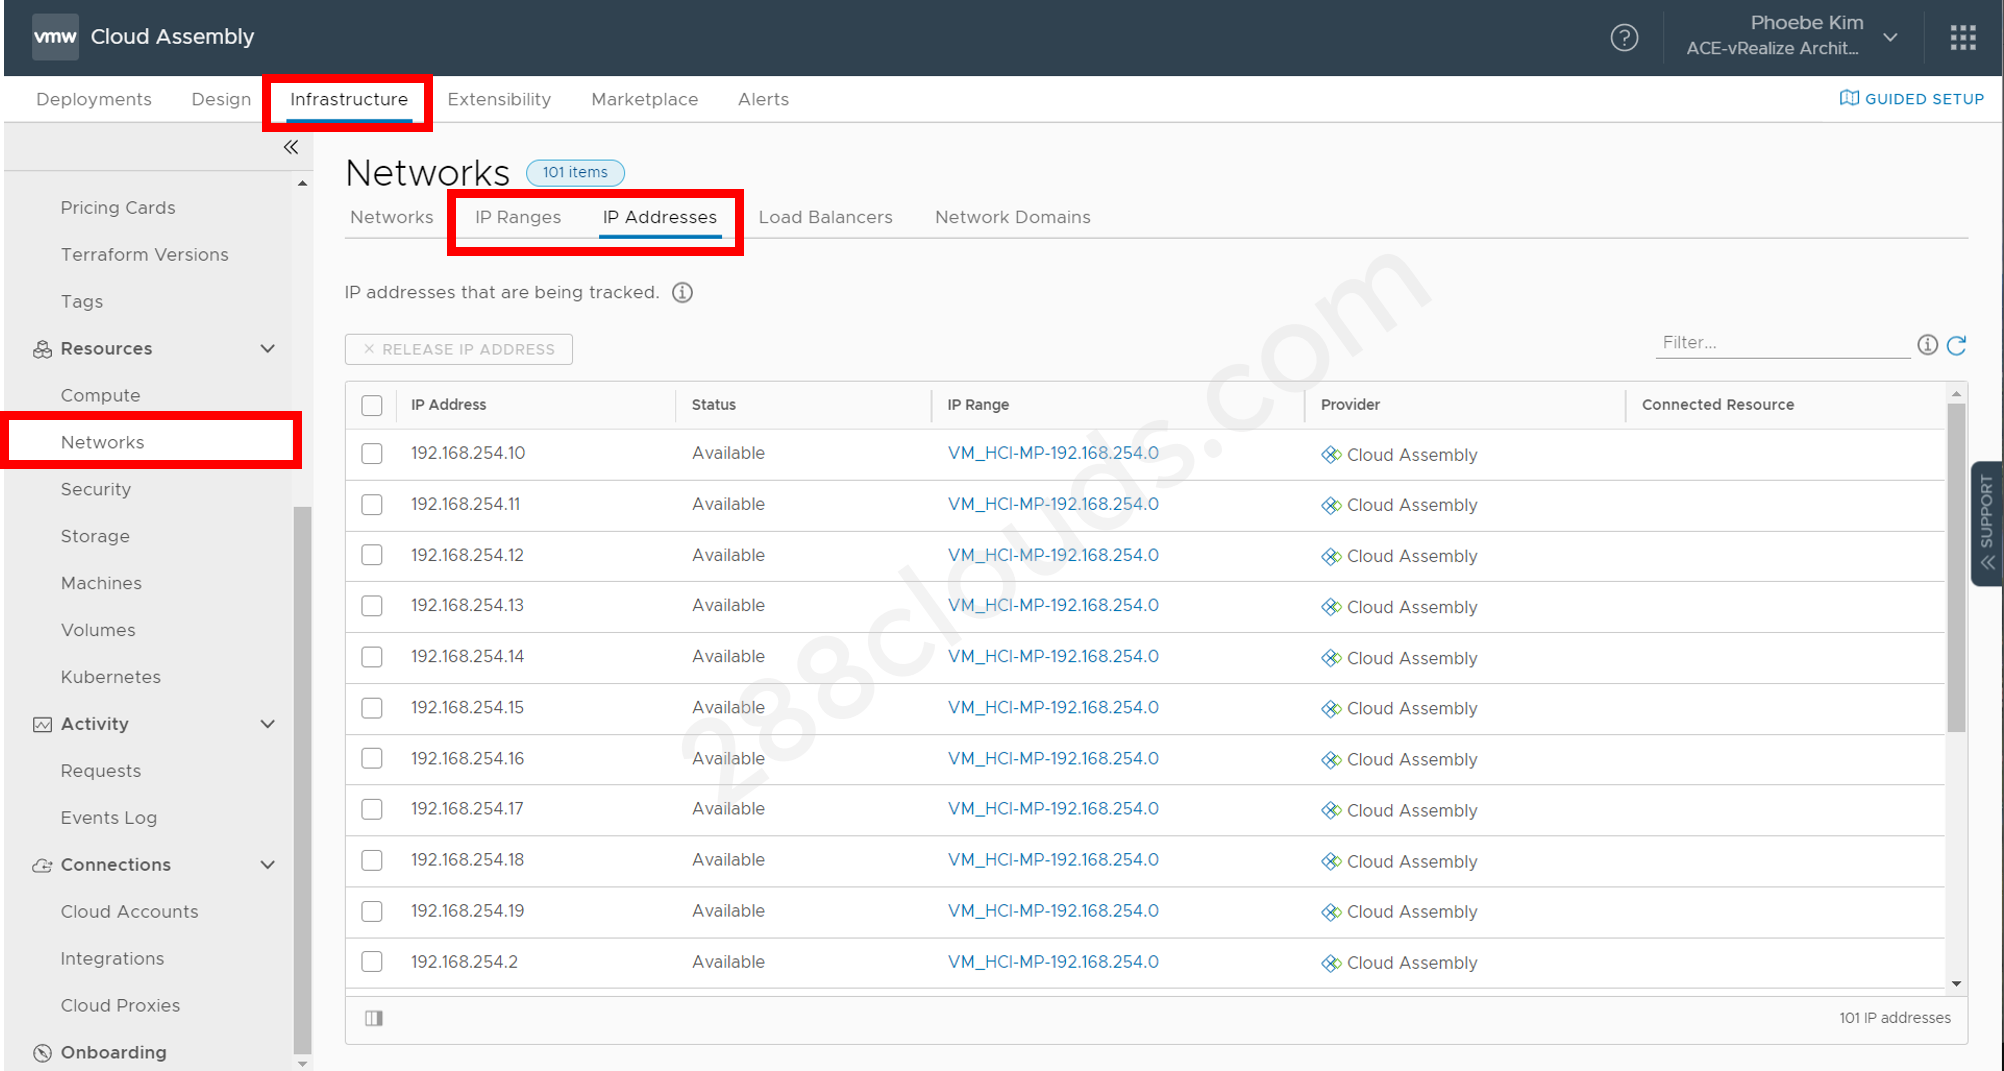 vmw Cloud Assembly
Phoebe Kim
ACE-vRealize Archit...
Deployments Design Infrastructure Extensibility Marketplace Alerts
GUIDED SETUP
Pricing Cards
Terraform Versions
Tags
Resources
Compute
Networks
Security
Storage
Machines
Volumes
Kubernetes
Activity
Requests
Events Log
Connections
Cloud Accounts
Integrations
Cloud Proxies
Onboarding
Networks 101 items
Networks IP Ranges IP Addresses Load Balancers Network Domains
IP addresses that are being tracked.
RELEASE IP ADDRESS
Filter...
IP Address Status IP Range Provider Connected Resource
192.168.254.10 Available VM_HCI-MP-192.168.254.0 Cloud Assembly
192.168.254.11 Available VM_HCI-MP-192.168.254.0 Cloud Assembly
192.168.254.12 Available VM_HCI-MP-192.168.254.0 Cloud Assembly
192.168.254.13 Available VM_HCI-MP-192.168.254.0 Cloud Assembly
192.168.254.14 Available VM_HCI-MP-192.168.254.0 Cloud Assembly
192.168.254.15 Available VM_HCI-MP-192.168.254.0 Cloud Assembly
192.168.254.16 Available VM_HCI-MP-192.168.254.0 Cloud Assembly
192.168.254.17 Available VM_HCI-MP-192.168.254.0 Cloud Assembly
192.168.254.18 Available VM_HCI-MP-192.168.254.0 Cloud Assembly
192.168.254.19 Available VM_HCI-MP-192.168.254.0 Cloud Assembly
192.168.254.2 Available VM_HCI-MP-192.168.254.0 Cloud Assembly
101 IP addresses
SUPPORT
288clouds.com